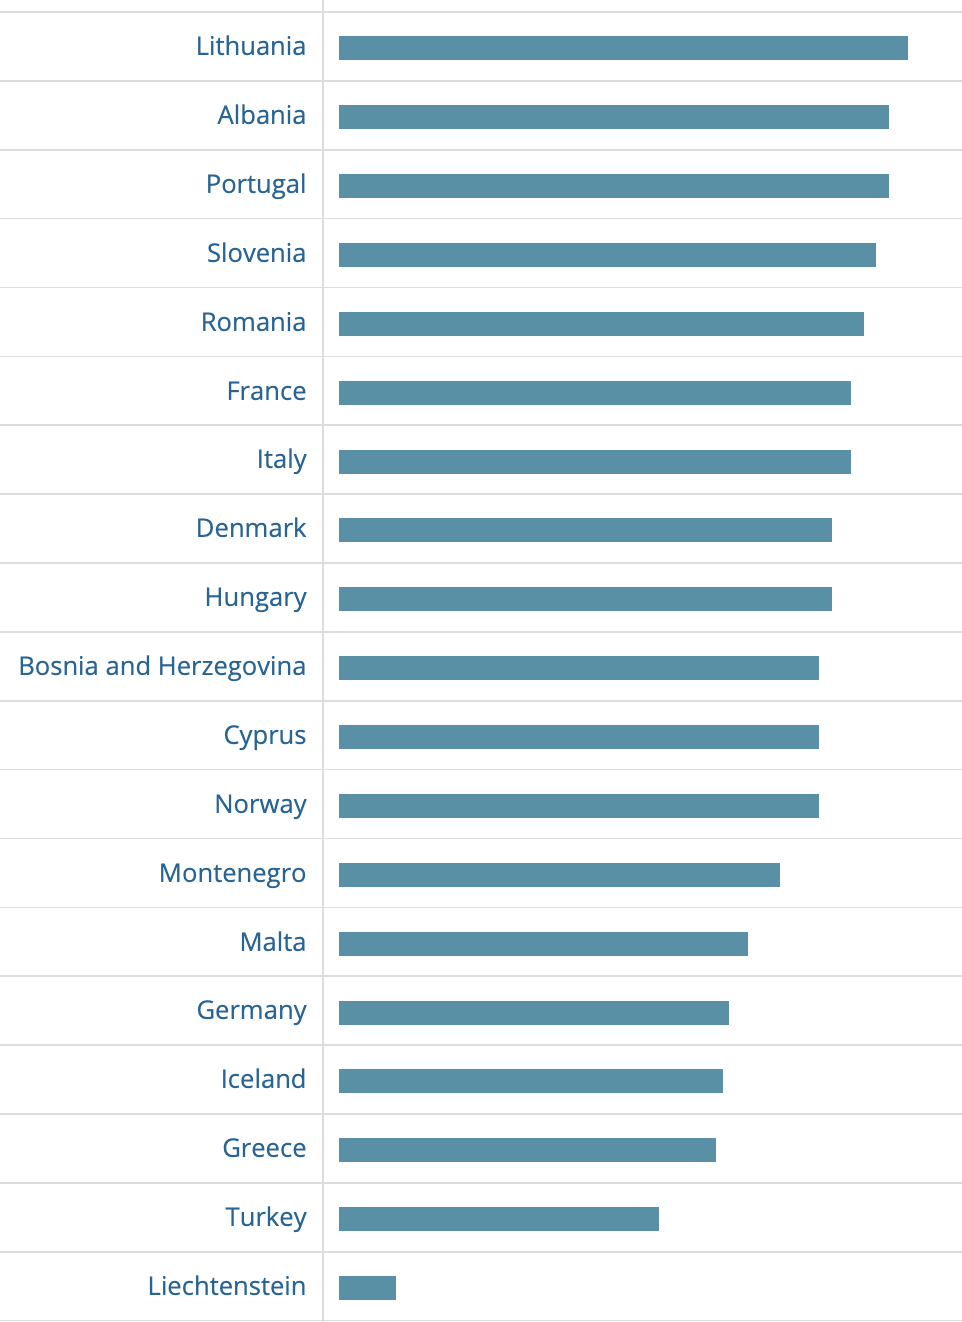 Lithuania
Albania
Portugal
Slovenia
Romania
France
Italy
Denmark
Hungary
Bosnia and Herzegovina
Cyprus
Norway
Montenegro
Malta
Germany
Iceland
Greece
Turkey
Liechtenstein